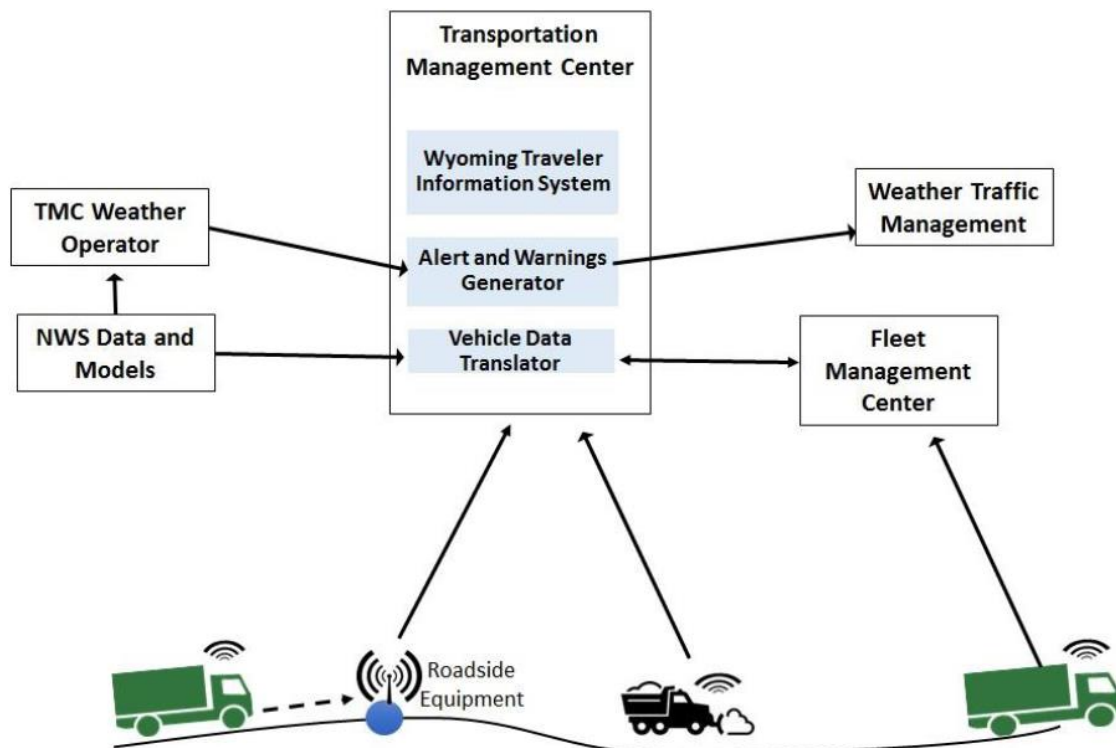 Transportation
Management Center
Wyoming Traveler
Information System
TMC Weather
Operator
Alert and Warnings
Generator
Weather Traffic
Management
NWS Data and
Models
Vehicle Data
Translator
Fleet
Management
Center
Roadside
Equipment